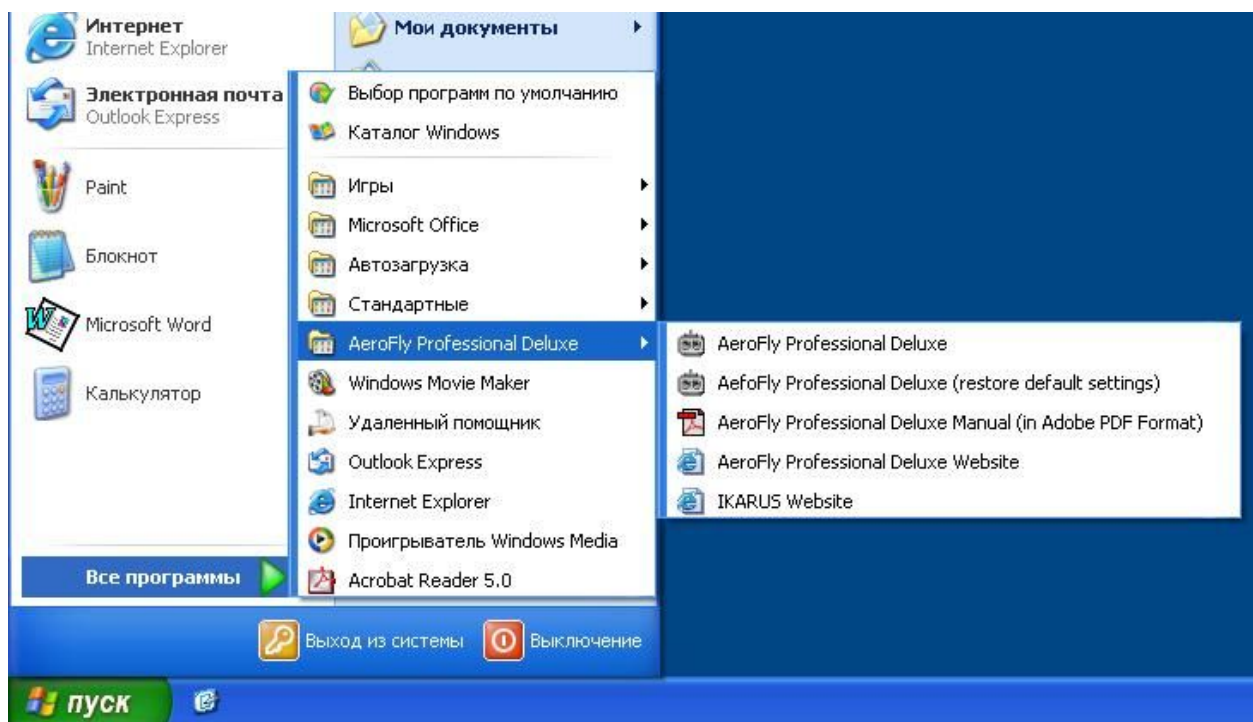 Интернет
Internet Explorer
Электронная почта
Outlook Express
Paint
Блокнот
Microsoft Word
Калькулятор
Все программы
Мои документы
Выбор программ по умолчанию
Каталог Windows
Игры
Microsoft Office
Автозагрузка
Стандартные
AeroFly Professional Deluxe
Windows Movie Maker
Удаленный помощник
Outlook Express
Internet Explorer
Проигрыватель Windows Media
Acrobat Reader 5.0
AeroFly Professional Deluxe
AefoFly Professional Deluxe (restore default settings)
AeroFly Professional Deluxe Manual (in Adobe PDF Format)
AeroFly Professional Deluxe Website
IKARUS Website
Выход из системы
Выключение
пуск